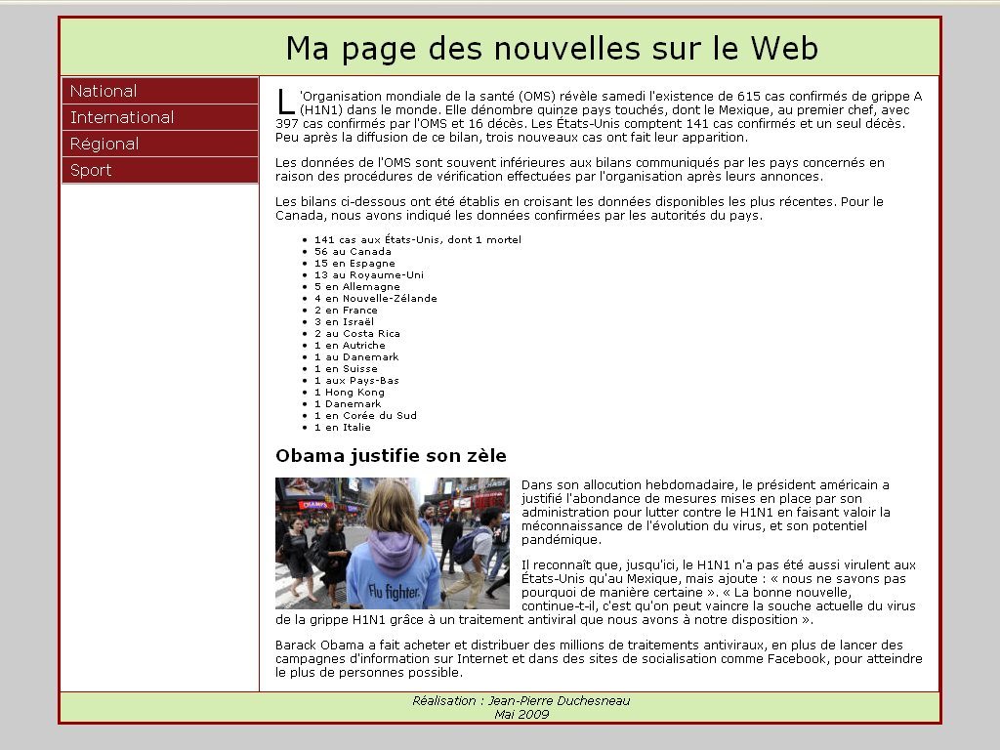 Ma page des nouvelles sur le Web
National
International
Régional
Sport
L'Organisation mondiale de la santé (OMS) révèle samedi l'existence de 615 cas confirmés de grippe A
(H1N1) dans le monde. Elle dénombre quinze pays touchés, dont le Mexique, au premier chef, avec
397 cas confirmés par l'OMS et 16 décès. Les États-Unis comptent 141 cas confirmés et un seul décès.
Peu après la diffusion de ce bilan, trois nouveaux cas ont fait leur apparition.
Les données de l'OMS sont souvent inférieures aux bilans communiqués par les pays concernés en
raison des procédures de vérification effectuées par l'organisation après leurs annonces.
Les bilans ci-dessous ont été établis en croisant les données disponibles les plus récentes. Pour le
Canada, nous avons indiqué les données confirmées par les autorités du pays.
• 141 cas aux États-Unis, dont 1 mortel
• 56 au Canada
• 15 en Espagne
• 13 au Royaume-Uni
• 5 en Allemagne
• 4 en Nouvelle-Zélande
• 2 en France
• 3 en Israël
• 2 au Costa Rica
• 1 en Autriche
• 1 au Danemark
• 1 en Suisse
• 1 aux Pays-Bas
• 1 Hong Kong
• 1 Danemark
• 1 en Corée du Sud
• 1 en Italie
Obama justifie son zèle
Flu fighter.
Dans son allocution hebdomadaire, le président américain a
justifié l'abondance de mesures mises en place par son
administration pour lutter contre le H1N1 en faisant valoir la
méconnaissance de l'évolution du virus, et son potentiel
pandémique.
Il reconnaît que, jusqu'ici, le H1N1 n'a pas été aussi virulent aux
États-Unis qu'au Mexique, mais ajoute : « nous ne savons pas
pourquoi de manière certaine ». « La bonne nouvelle,
continue-t-il, c'est qu'on peut vaincre la souche actuelle du virus
de la grippe H1N1 grâce à un traitement antiviral que nous avons à notre disposition ».
Barack Obama a fait acheter et distribuer des millions de traitements antiviraux, en plus de lancer des
campagnes d'information sur Internet et dans des sites de socialisation comme Facebook, pour atteindre
le plus de personnes possible.
Réalisation : Jean-Pierre Duchesneau
Mai 2009